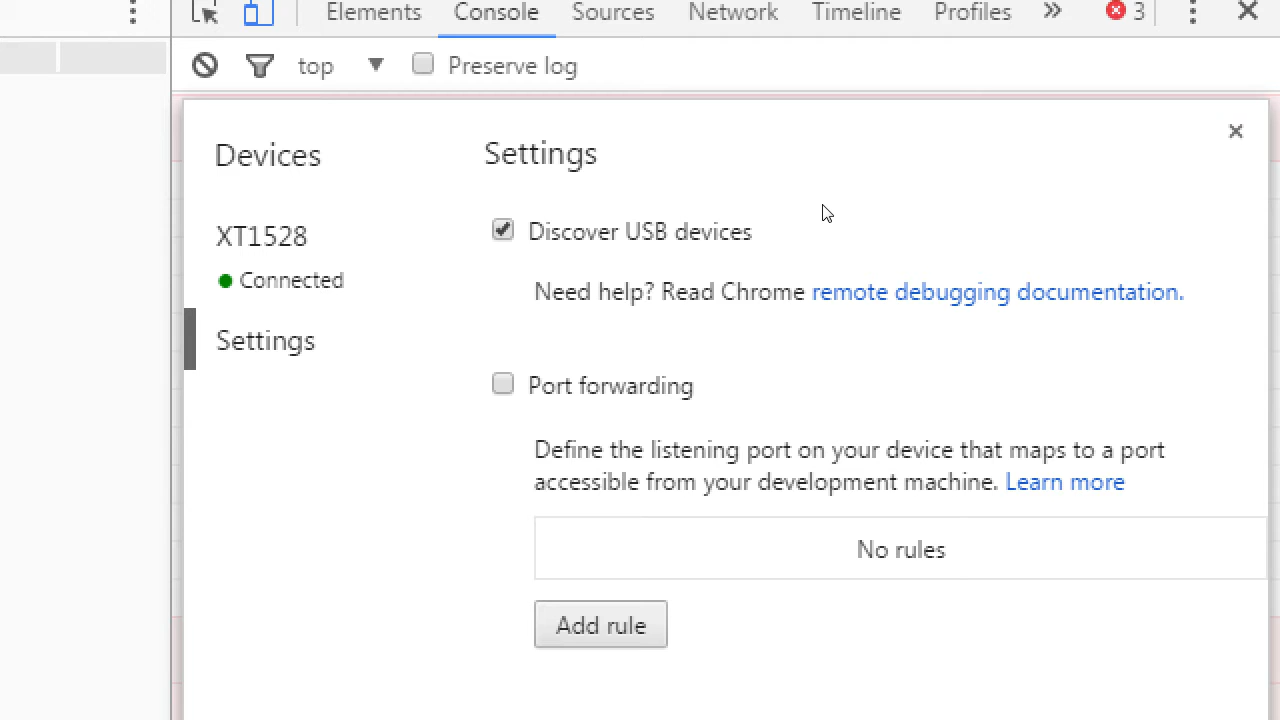 Elements Console Sources Network Timeline Profiles » 3
top Preserve log
Devices
XT1528
Connected
Settings
Settings
Discover USB devices
Need help? Read Chrome remote debugging documentation.
Port forwarding
Define the listening port on your device that maps to a port
accessible from your development machine. Learn more
No rules
Add rule